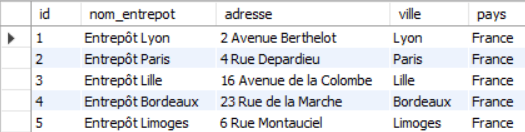 id nom_entrepot adresse ville pays
1 Entrepôt Lyon 2 Avenue Berthelot Lyon France
2 Entrepôt Paris 4 Rue Depardieu Paris France
3 Entrepôt Lille 16 Avenue de la Colombe Lille France
4 Entrepôt Bordeaux 23 Rue de la Marche Bordeaux France
5 Entrepôt Limoges 6 Rue Montauciel Limoges France